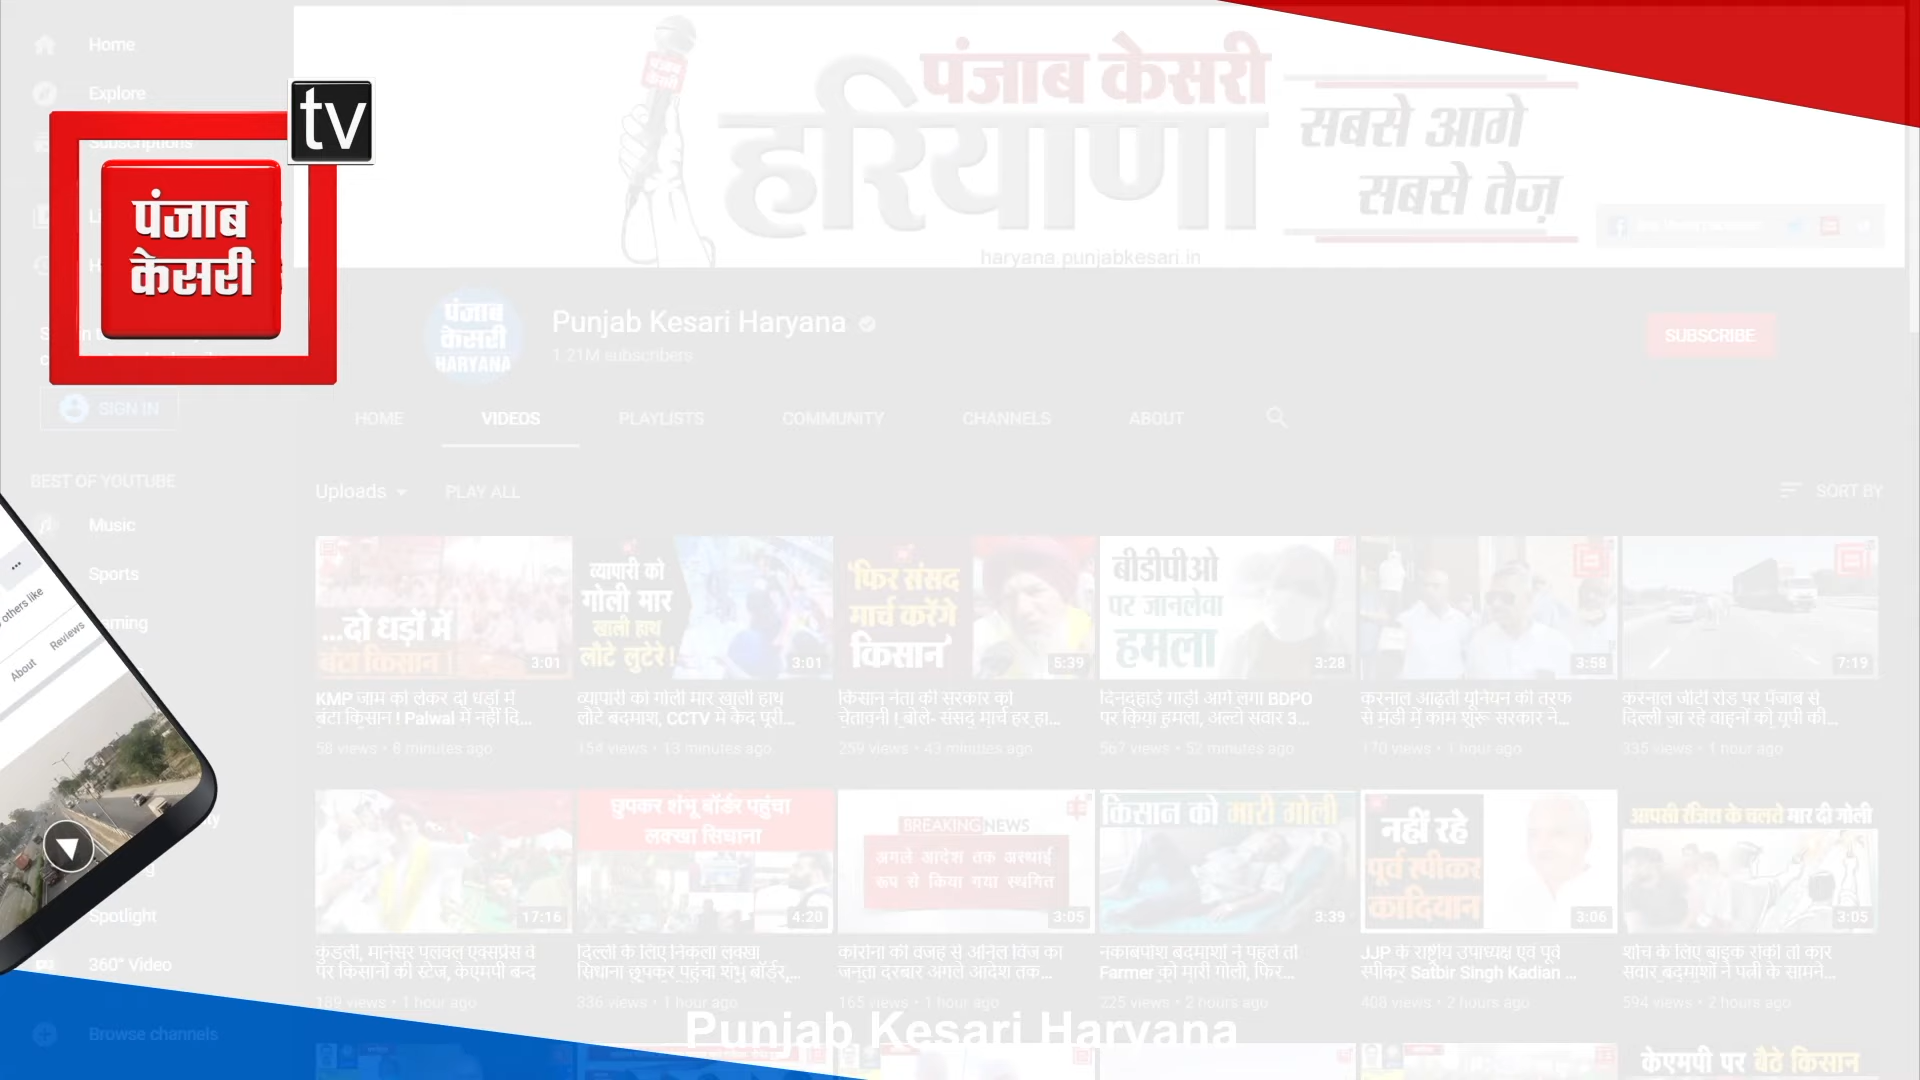 Home
Explore
Subscriptions
tv
पंजाब
केसरी
SIGN IN
BEST OF YOUTUBE
Music
Sports
Spotlight
360° Video
Browse channels
others like
About
Reviews
पंजाब केसरी
हरियाणा
सबसे आगे
सबसे तेज़
haryana.punjabkesari.in
पंजाब
केसरी
HARYANA
Punjab Kesari Haryana
1.21M subscribers
SUBSCRIBE
HOME VIDEOS PLAYLISTS COMMUNITY CHANNELS ABOUT
Uploads PLAY ALL SORT BY
...दो धड़ों में
बंटा किसान !
3:01
व्यापारी को
गोली मार
खाली हाथ
लौटे लुटेरे!
3:01
'फिर संसद
मार्च करेंगे
किसान'
5:39
बीडीपीओ
पर जानलेवा
हमला
3:28
3:58
7:19
KMP जाम को लेकर दो धड़ों में
बंटा किसान ! Palwal में नहीं दि...
58 views • 8 minutes ago
व्यापारी को गोली मार खाली हाथ
लौटे बदमाश, CCTV में कैद पूरी...
154 views • 13 minutes ago
किसान नेता की सरकार को
चेतावनी ! बोले- संसद मार्च हर हा...
259 views • 43 minutes ago
दिनदहाड़े गाड़ी आगे लगा BDPO
पर किया हमला, अल्टो सवार 3...
567 views • 52 minutes ago
करनाल आढ़ती यूनियन की तरफ
से मंडी में काम शुरू सरकार ने...
170 views • 1 hour ago
करनाल जीटी रोड पर पंजाब से
दिल्ली जा रहे वाहनों को यूपी की...
335 views • 1 hour ago
17:16
छुपकर शंभू बॉर्डर पहुंचा
लक्खा सिधाना
4:20
BREAKING NEWS
अगले आदेश तक अस्थाई
रूप से किया गया स्थगित
3:05
किसान को मारी गोली
3:39
नहीं रहे
पूर्व स्पीकर
कादियान
3:06
आपसी रंजिश के चलते मार दी गोली
3:05
कुंडली, मानेसर पलवल एक्सप्रेस वे
पर किसानों की स्टेज, केएमपी बन्द
189 views • 1 hour ago
दिल्ली के लिए निकला लक्खा
सिधाना छुपकर पहुंचा शंभू बॉर्डर,...
336 views • 1 hour ago
कोरोना की वजह से अनिल विज का
जनता दरबार अगले आदेश तक...
165 views • 1 hour ago
नकाबपोश बदमाशों ने पहले तो
Farmer को मारी गोली, फिर...
225 views • 2 hours ago
JJP के राष्ट्रीय उपाध्यक्ष एवं पूर्व
स्पीकर Satbir Singh Kadian ...
408 views • 2 hours ago
शौच के लिए बाइक रोकी तो कार
सवार बदमाशों ने पत्नी के सामने...
594 views • 2 hours ago
Punjab Kesari Haryana
केएमपी पर बैठे किसान